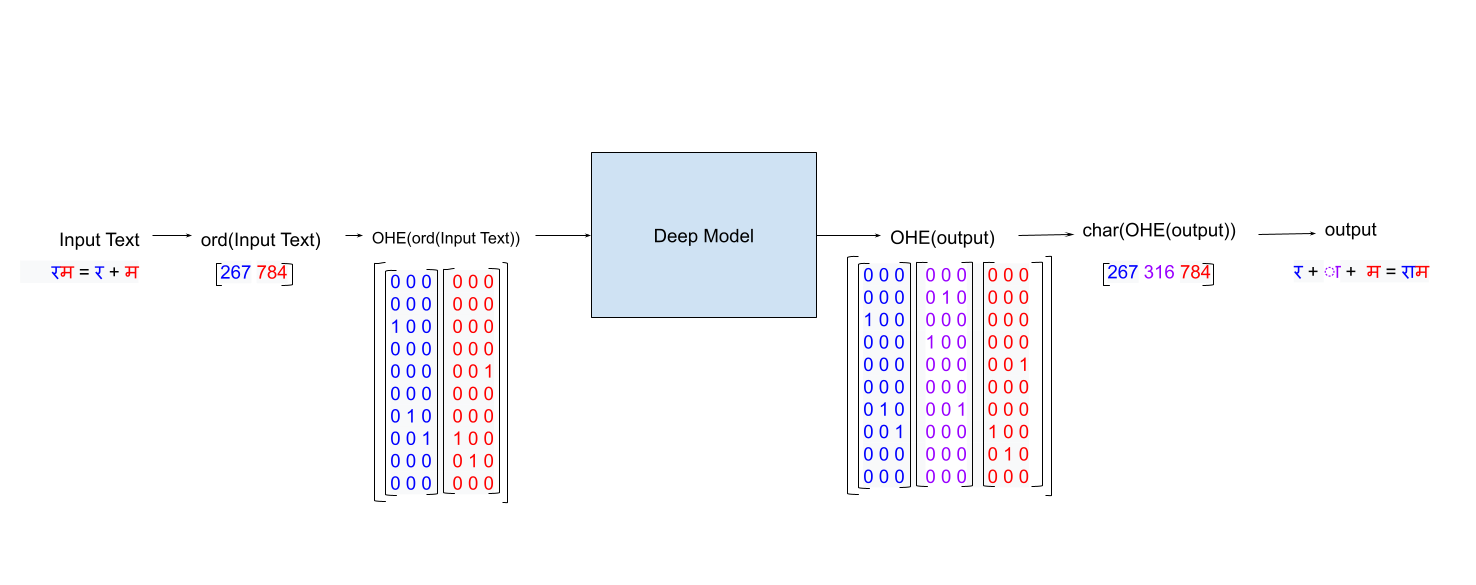 Input Text
रम = र + म
ord(Input Text)
[267 784]
OHE(ord(Input Text))
0 0 0 0 0 0
0 0 0 0 0 0
1 0 0 0 0 0
0 0 0 0 0 0
0 0 0 0 0 1
0 0 0 0 0 0
0 1 0 0 0 0
0 0 1 1 0 0
0 0 0 0 1 0
0 0 0 0 0 0
Deep Model
OHE(output)
0 0 0 0 0 0 0 0 0
0 0 0 0 1 0 0 0 0
1 0 0 0 0 0 0 0 0
0 0 0 1 0 0 0 0 0
0 0 0 0 0 0 0 0 1
0 0 0 0 0 0 0 0 0
0 1 0 0 0 1 0 0 0
0 0 1 0 0 0 1 0 0
0 0 0 0 0 0 0 1 0
0 0 0 0 0 0 0 0 0
char(OHE(output))
[267 316 784]
output
र + ा + म = राम